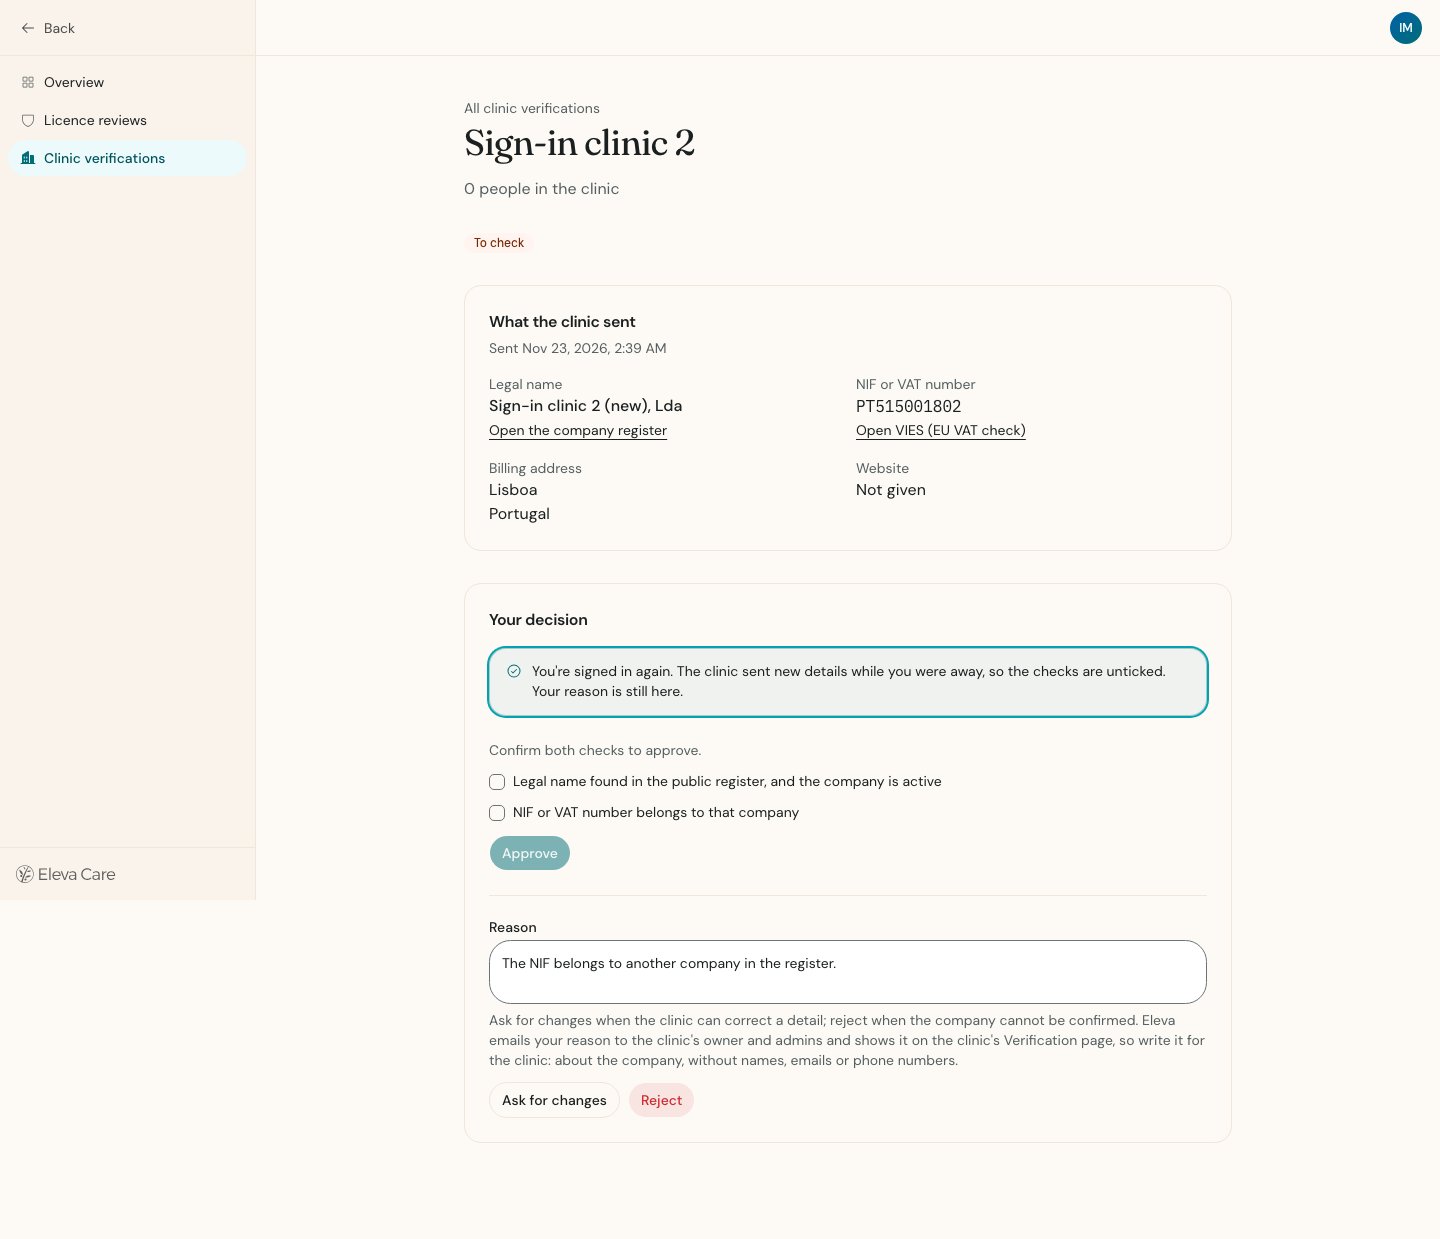 Back
IM
Overview
Licence reviews
Clinic verifications
All clinic verifications
Sign-in clinic 2
0 people in the clinic
To check
What the clinic sent
Sent Nov 23, 2026, 2:39 AM
Legal name
Sign-in clinic 2 (new), Lda
Open the company register
NIF or VAT number
PT515001802
Open VIES (EU VAT check)
Billing address
Lisboa
Portugal
Website
Not given
Your decision
You're signed in again. The clinic sent new details while you were away, so the checks are unticked.
Your reason is still here.
Confirm both checks to approve.
Legal name found in the public register, and the company is active
NIF or VAT number belongs to that company
Approve
Reason
The NIF belongs to another company in the register.
Ask for changes when the clinic can correct a detail; reject when the company cannot be confirmed. Eleva
emails your reason to the clinic's owner and admins and shows it on the clinic's Verification page, so write it for
the clinic: about the company, without names, emails or phone numbers.
Ask for changes
Reject
Eleva Care